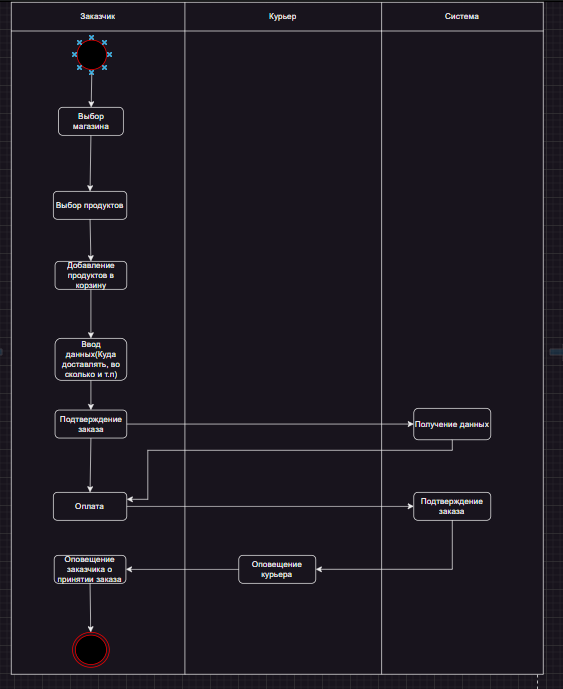 Заказчик
Курьер
Система
Выбор
магазина
Выбор продуктов
Добавление
продуктов в
корзину
Ввод
данных(Куда
доставлять, во
сколько и т.п)
Подтверждение
заказа
Получение данных
Оплата
Подтверждение
заказа
Оповещение
заказчика о
принятии заказа
Оповещение
курьера